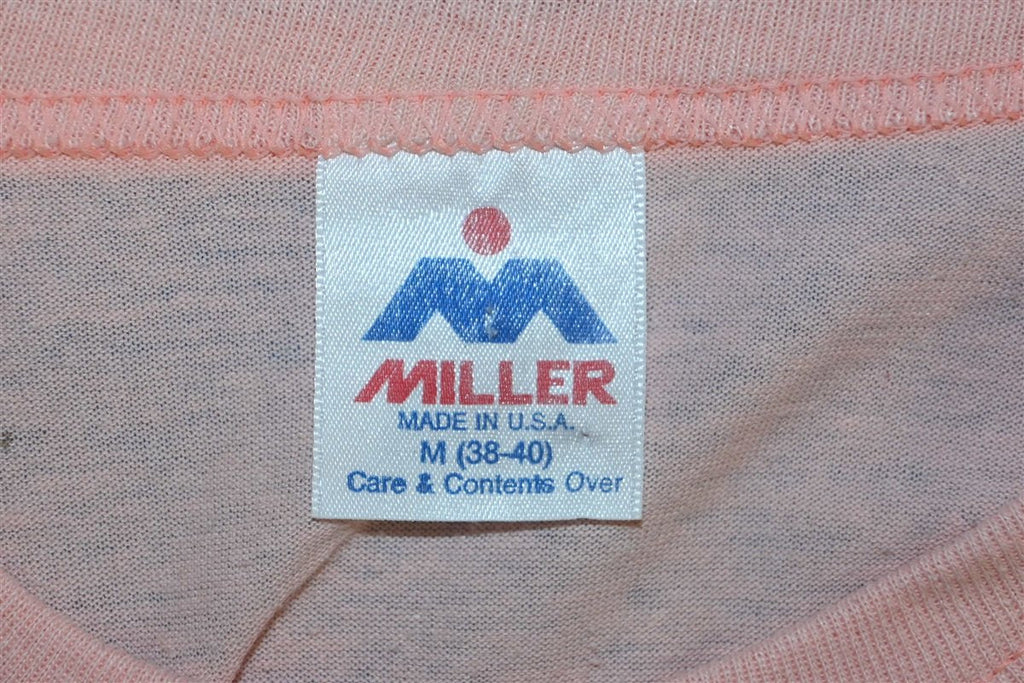 MILLER
MADE IN U.S.A.
M (38-40)
Care & Contents Over